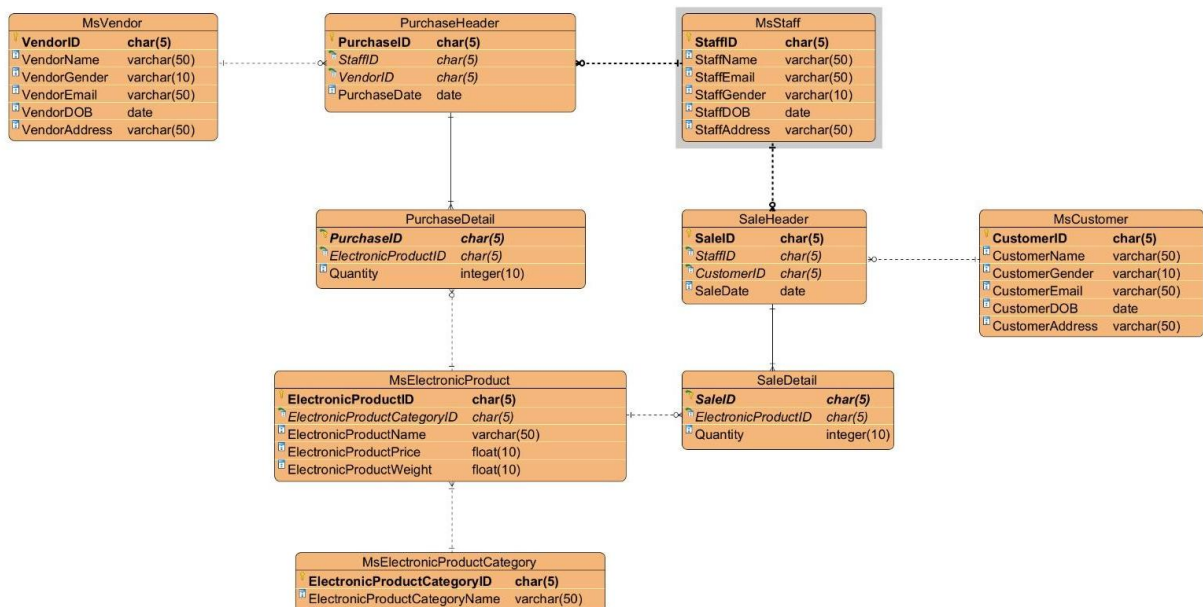 MsVendor
VendorID char(5)
VendorName varchar(50)
VendorGender varchar(10)
VendorEmail varchar(50)
VendorDOB date
VendorAddress varchar(50)
PurchaseHeader
PurchaseID char(5)
StaffID char(5)
VendorID char(5)
PurchaseDate date
MsStaff
StaffID char(5)
StaffName varchar(50)
StaffEmail varchar(50)
StaffGender varchar(10)
StaffDOB date
StaffAddress varchar(50)
PurchaseDetail
PurchaseID char(5)
ElectronicProductID char(5)
Quantity integer(10)
SaleHeader
SaleID char(5)
StaffID char(5)
CustomerID char(5)
SaleDate date
MsCustomer
CustomerID char(5)
CustomerName varchar(50)
CustomerGender varchar(10)
CustomerEmail varchar(50)
CustomerDOB date
CustomerAddress varchar(50)
MsElectronicProduct
ElectronicProductID char(5)
ElectronicProductCategoryID char(5)
ElectronicProductName varchar(50)
ElectronicProductPrice float(10)
ElectronicProductWeight float(10)
SaleDetail
SaleID char(5)
ElectronicProductID char(5)
Quantity integer(10)
MsElectronicProductCategory
ElectronicProductCategoryID char(5)
ElectronicProductCategoryName varchar(50)